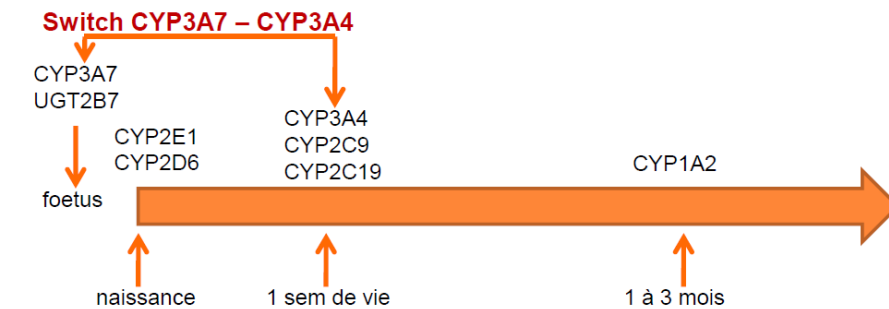 Switch CYP3A7 – CYP3A4
CYP3A7
UGT2B7
CYP2E1
CYP2D6
CYP3A4
CYP2C9
CYP2C19
CYP1A2
foetus
naissance
1 sem de vie
1 à 3 mois